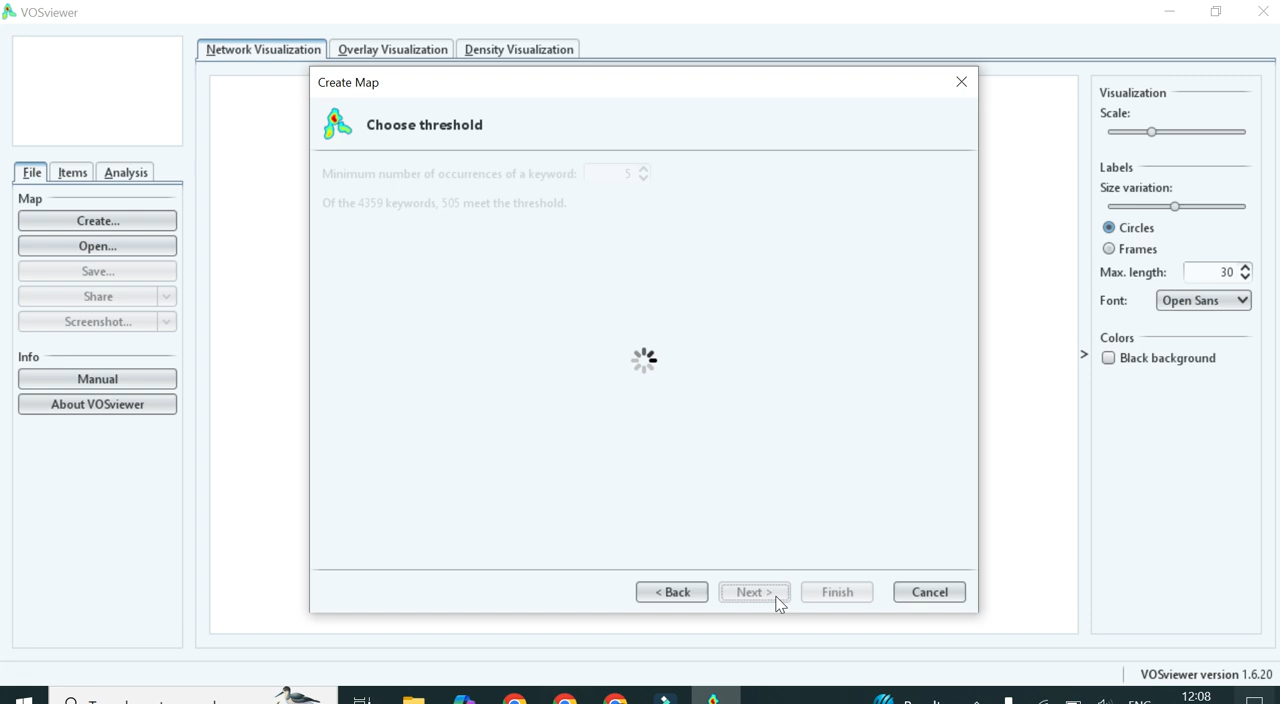 VOSviewer
Network Visualization
Overlay Visualization
Density Visualization
Create Map
Choose threshold
Minimum number of occurrences of a keyword: 5
Of the 4359 keywords, 505 meet the threshold.
< Back
Next >
Finish
Cancel
File
Items
Analysis
Map
Create...
Open...
Save...
Share
Screenshot...
Info
Manual
About VOSviewer
>
Visualization
Scale:
Labels
Size variation:
Circles
Frames
Max. length: 30
Font: Open Sans
Colors
Black background
VOSviewer version 1.6.20
12:08